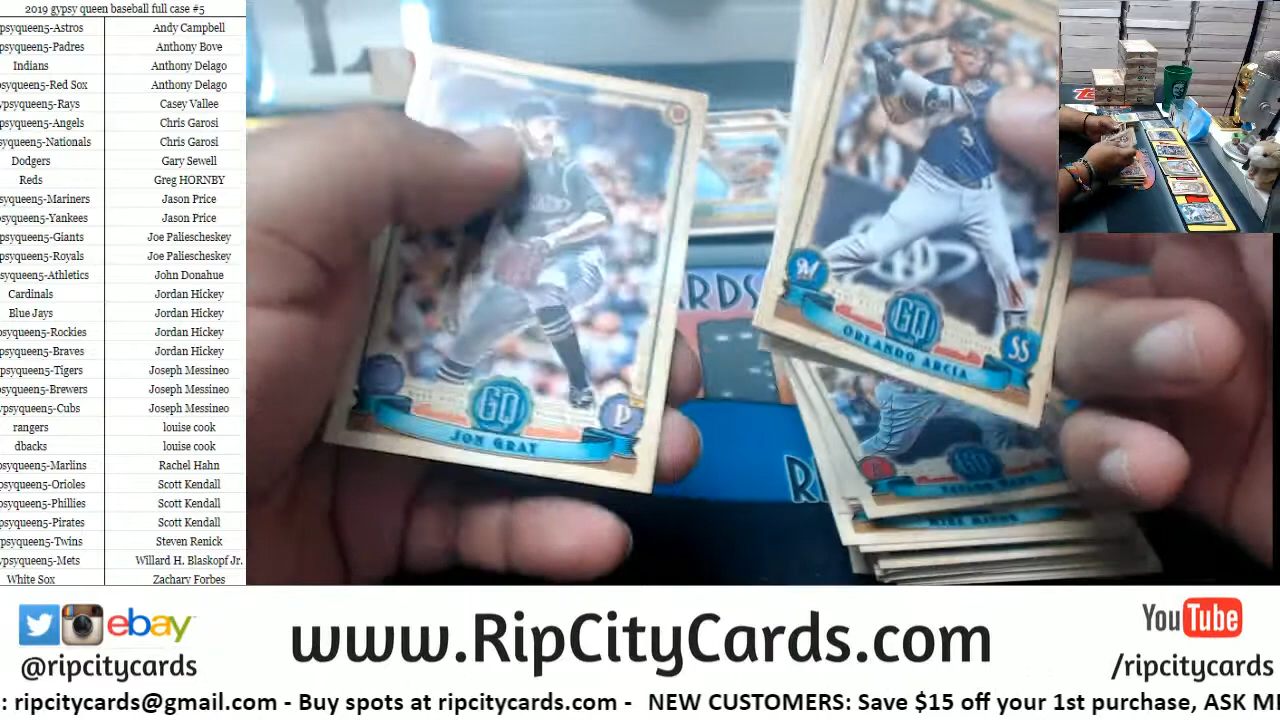 2019 gypsy queen baseball full case #5
psyqueen5-Astros Andy Campbell
psyqueen5-Padres Anthony Bove
Indians Anthony Delago
psyqueen5-Red Sox Anthony Delago
ypsyqueen5-Rays Casey Vallee
psyqueen5-Angels Chris Garosi
psyqueen5-Nationals Chris Garosi
Dodgers Gary Sewell
Reds Greg HORNBY
psyqueen5-Mariners Jason Price
psyqueen5-Yankees Jason Price
psyqueen5-Giants Joe Paliescheskey
psyqueen5-Royals Joe Paliescheskey
syqueen5-Athletics John Donahue
Cardinals Jordan Hickey
Blue Jays Jordan Hickey
psyqueen5-Rockies Jordan Hickey
psyqueen5-Braves Jordan Hickey
psyqueen5-Tigers Joseph Messineo
psyqueen5-Brewers Joseph Messineo
ypsyqueen5-Cubs Joseph Messineo
rangers louise cook
dbacks louise cook
psyqueen5-Marlins Rachel Hahn
psyqueen5-Orioles Scott Kendall
psyqueen5-Phillies Scott Kendall
psyqueen5-Pirates Scott Kendall
psyqueen5-Twins Steven Renick
ypsyqueen5-Mets Willard H. Blaskopf Jr.
White Sox Zachary Forbes
GQ
P
JON GRAY
3
M
GQ
SS
ORLANDO ARCIA
GQ
RDS
R
ebay
@ripcitycards
www.RipCityCards.com
YouTube
/ripcitycards
: ripcitycards@gmail.com - Buy spots at ripcitycards.com - NEW CUSTOMERS: Save $15 off your 1st purchase, ASK M